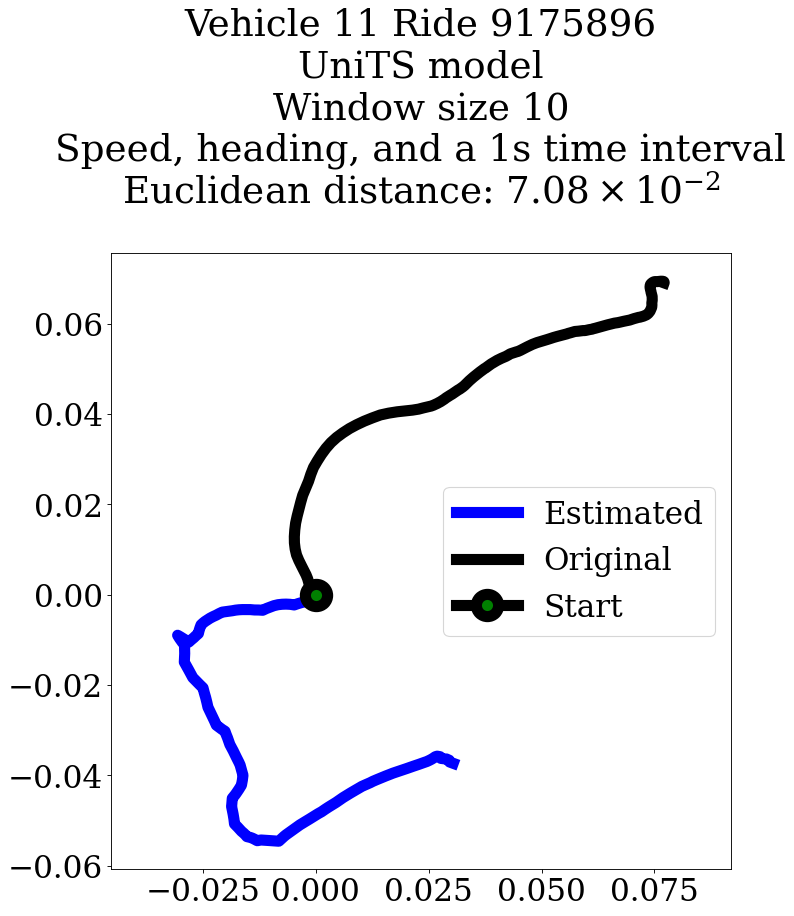 Vehicle 11 Ride 9175896
UniTS model
Window size 10
Speed, heading, and a 1s time interval
Euclidean distance: 7.08 × 10⁻²
0.06
0.04
0.02
0.00
−0.02
−0.04
−0.06
Estimated
Original
Start
−0.025 0.000 0.025 0.050 0.075